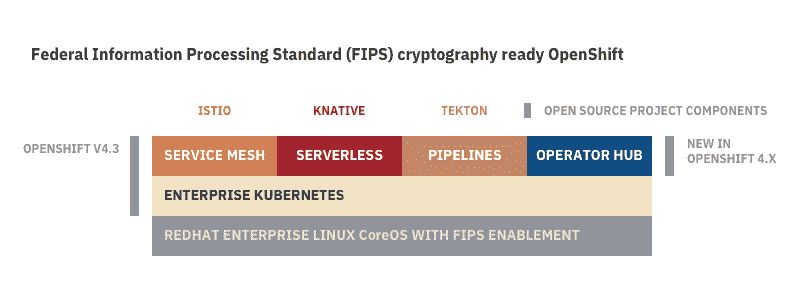 Federal Information Processing Standard (FIPS) cryptography ready OpenShift
ISTIO KNATIVE TEKTON OPEN SOURCE PROJECT COMPONENTS
OPENSHIFT V4.3
SERVICE MESH SERVERLESS PIPELINES OPERATOR HUB
NEW IN
OPENSHIFT 4.X
ENTERPRISE KUBERNETES
REDHAT ENTERPRISE LINUX CoreOS WITH FIPS ENABLEMENT